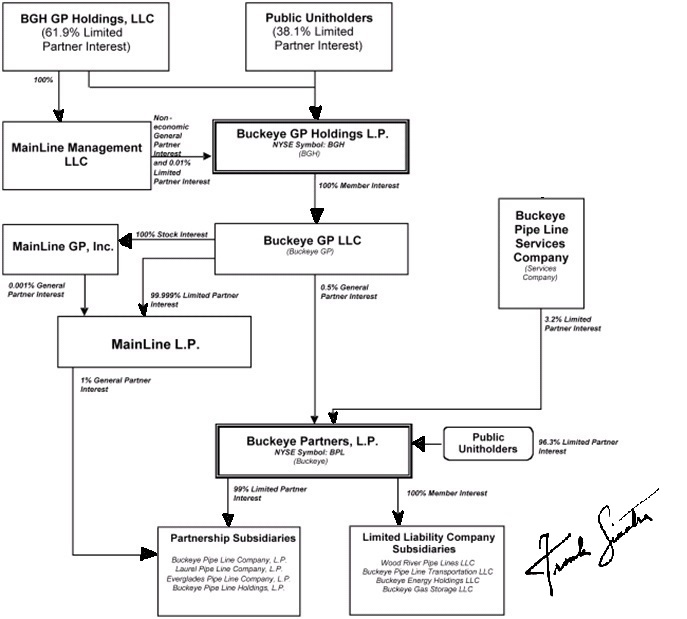 BGH GP Holdings, LLC
(61.9% Limited
Partner Interest)
Public Unitholders
(38.1% Limited
Partner Interest)
100%
MainLine Management
LLC
Non-
economic
General
Partner
Interest
and 0.01%
Limited
Partner Interest
Buckeye GP Holdings L.P.
NYSE Symbol: BGH
(BGH)
100% Member Interest
Buckeye
Pipe Line
Services
Company
(Services
Company)
MainLine GP, Inc.
100% Stock Interest
Buckeye GP LLC
(Buckeye GP)
0.001% General
Partner Interest
99.999% Limited Partner
Interest
0.5% General
Partner Interest
3.2% Limited
Partner Interest
MainLine L.P.
1% General Partner
Interest
Buckeye Partners, L.P.
NYSE Symbol: BPL
(Buckeye)
Public
Unitholders
96.3% Limited Partner
Interest
99% Limited Partner
Interest
100% Member Interest
Partnership Subsidiaries
Buckeye Pipe Line Company, L.P.
Laurel Pipe Line Company, L.P.
Everglades Pipe Line Company, L.P.
Buckeye Pipe Line Holdings, L.P.
Limited Liability Company
Subsidiaries
Wood River Pipe Lines LLC
Buckeye Pipe Line Transportation LLC
Buckeye Energy Holdings LLC
Buckeye Gas Storage LLC
Frank Sinatra